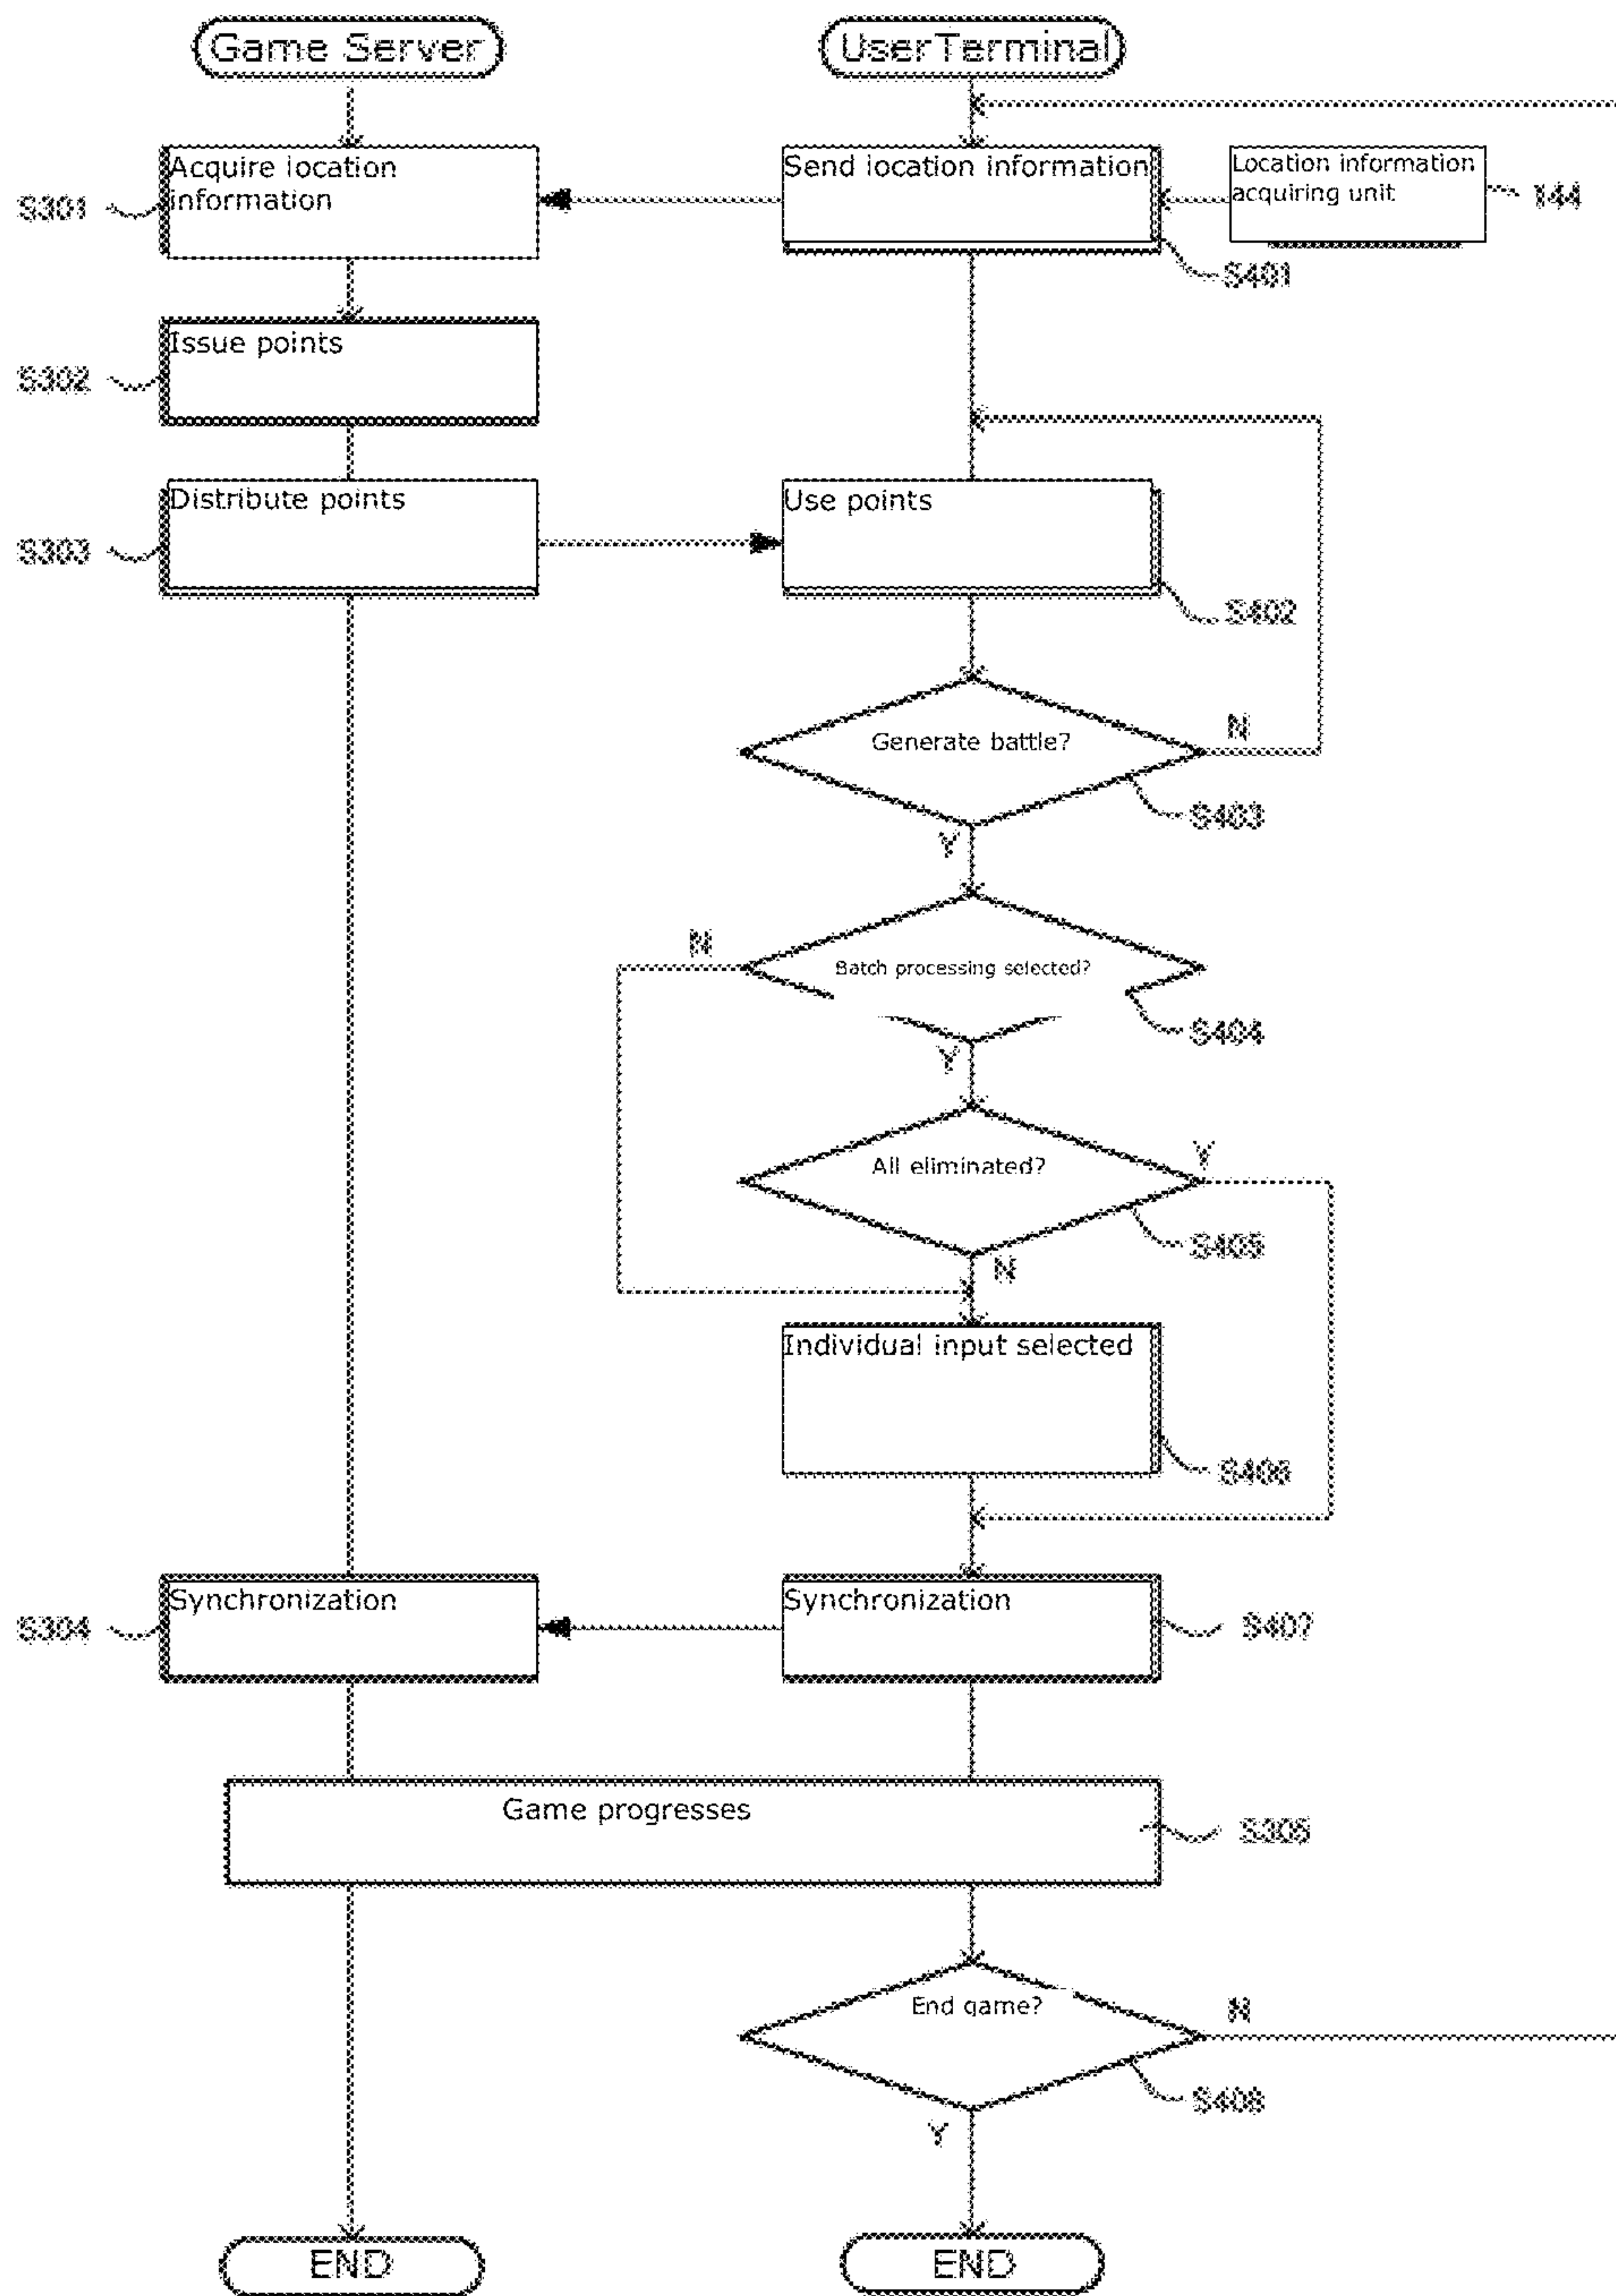 Game Server
UserTerminal
Acquire location
information
S301
Send location information
S401
Location information
acquiring unit
144
Issue points
S302
Distribute points
S303
Use points
S402
Generate battle?
N
S403
Y
N
Batch processing selected?
S404
Y
All eliminated?
Y
S405
N
Individual input selected
S406
Synchronization
S304
Synchronization
S407
Game progresses
S305
End game?
N
S408
Y
END
END